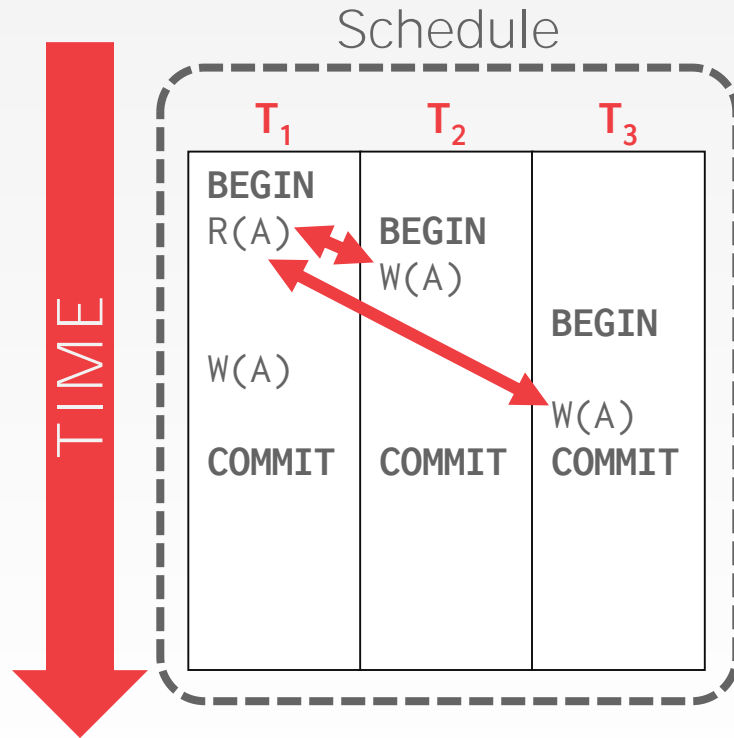 Schedule
TIME
T₁ T₂ T₃
BEGIN
R(A) BEGIN
W(A)
BEGIN
W(A)
W(A)
COMMIT COMMIT COMMIT